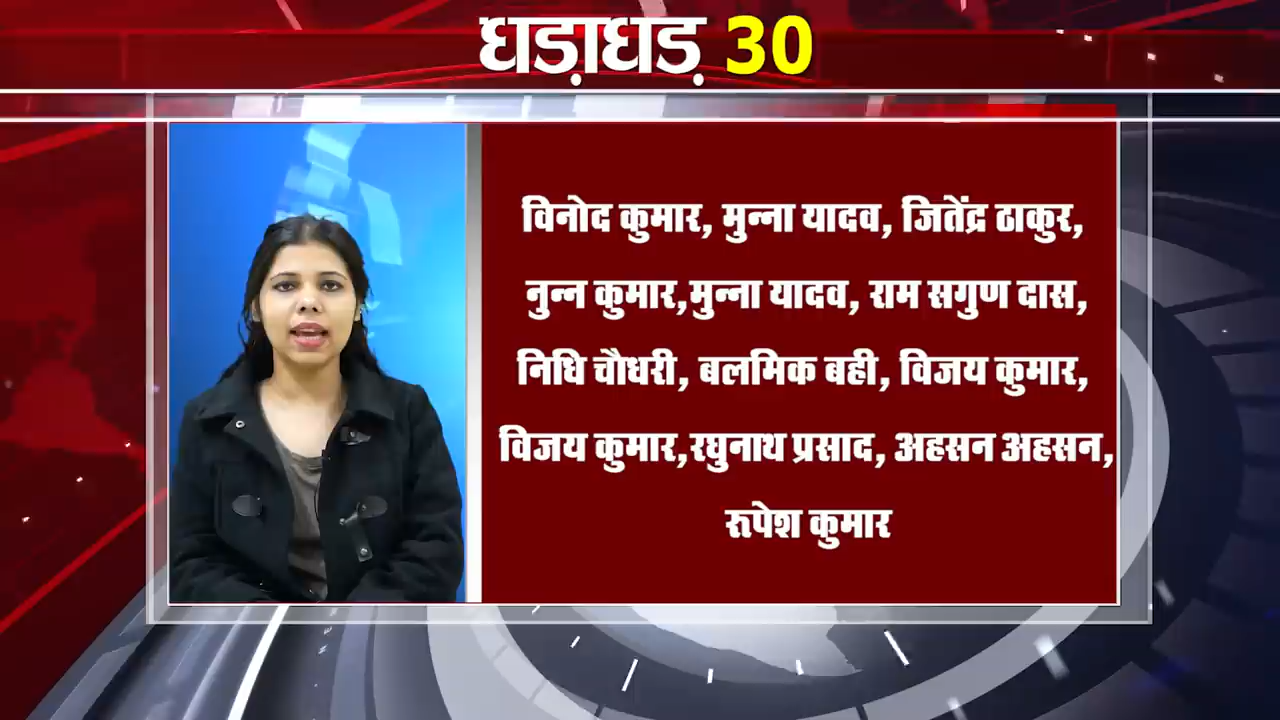 धड़ाधड़ 30
विनोद कुमार, मुन्ना यादव, जितेंद्र ठाकुर,
नुन्न कुमार,मुन्ना यादव, राम सगुण दास,
निधि चौधरी, बलमिक बही, विजय कुमार,
विजय कुमार,रघुनाथ प्रसाद, अहसन अहसन,
रूपेश कुमार